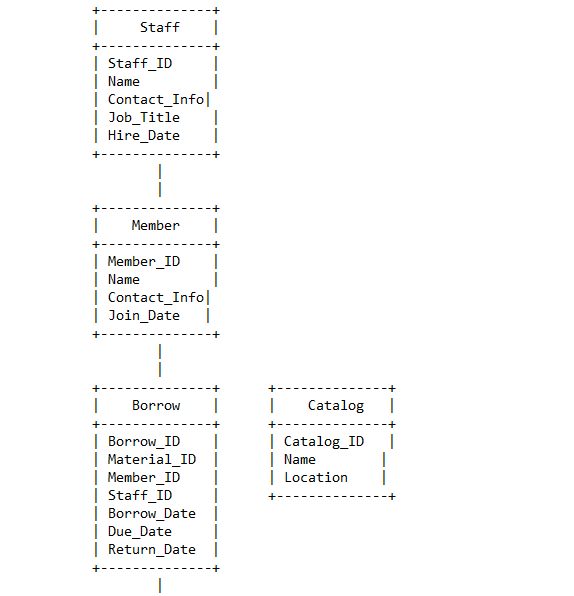 +--------------+
|     Staff    |
+--------------+
| Staff_ID     |
| Name         |
| Contact_Info|
| Job_Title    |
| Hire_Date    |
+--------------+
        |
        |
+--------------+
|    Member    |
+--------------+
| Member_ID    |
| Name         |
| Contact_Info|
| Join_Date   |
+--------------+
        |
        |
+--------------+      +--------------+
|    Borrow    |      |    Catalog   |
+--------------+      +--------------+
| Borrow_ID    |      | Catalog_ID   |
| Material_ID  |      | Name        |
| Member_ID    |      | Location    |
| Staff_ID     |      +--------------+
| Borrow_Date  |
| Due_Date     |
| Return_Date  |
+--------------+
        |